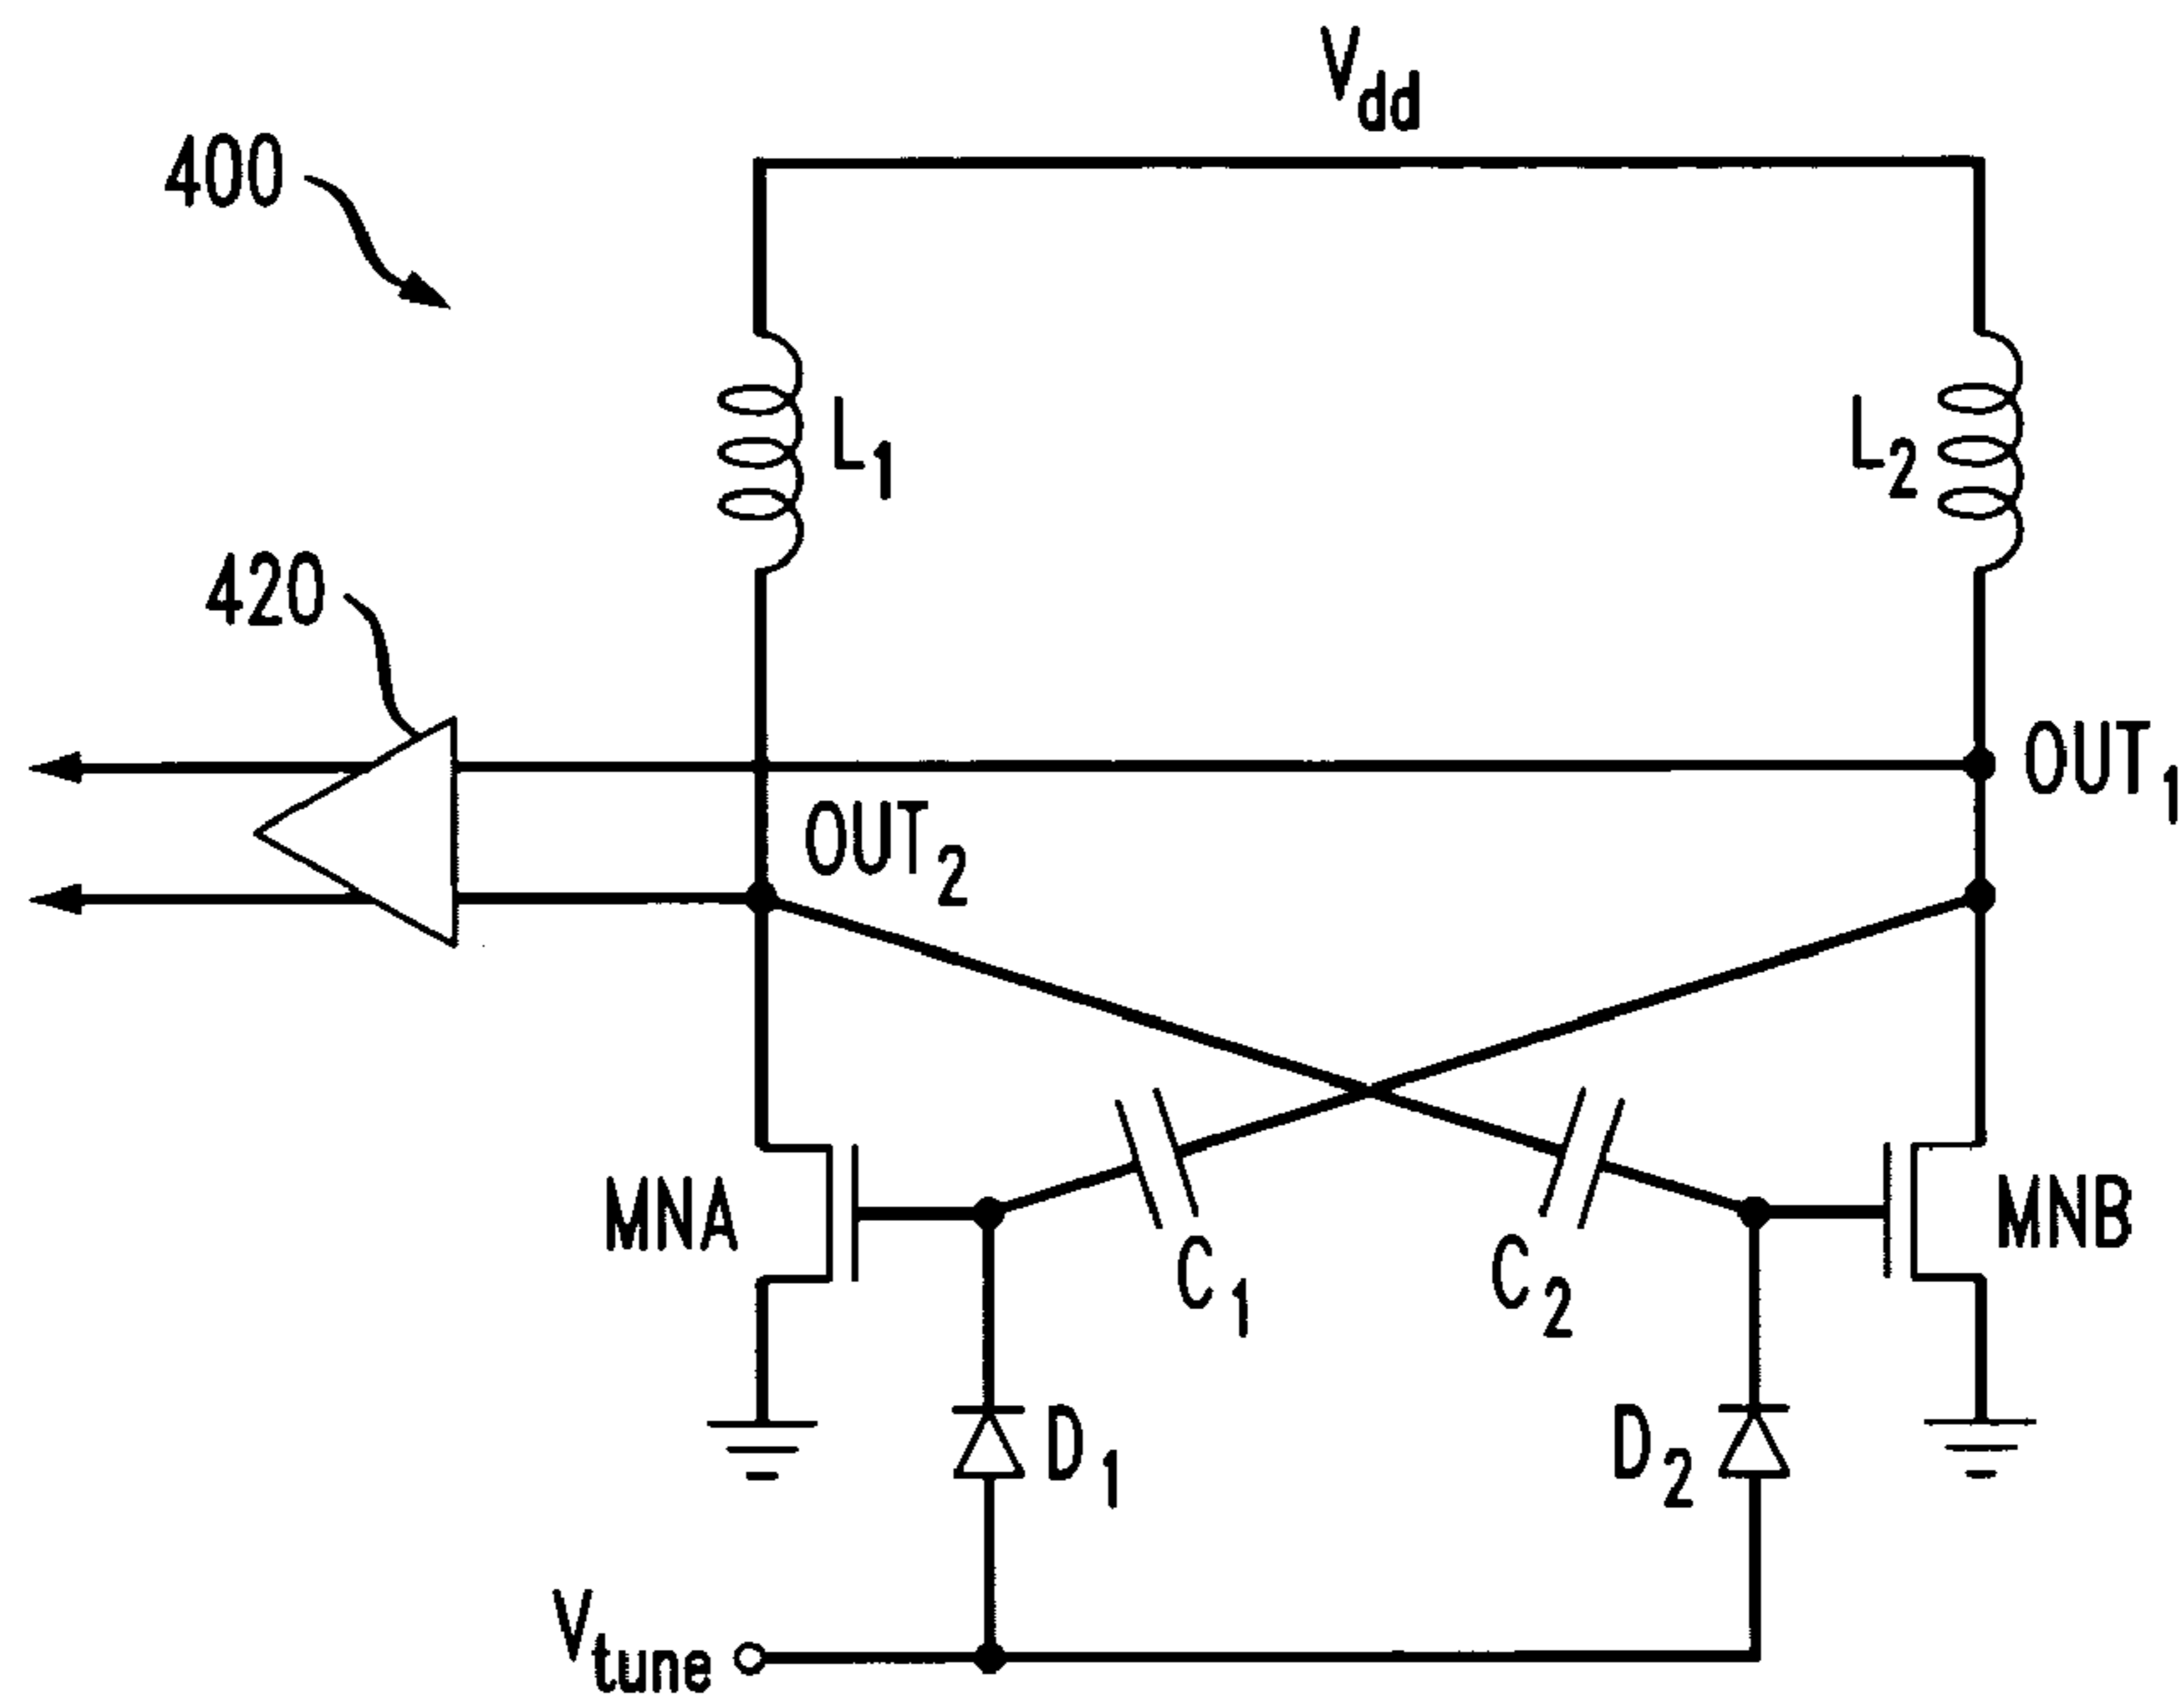 V_dd
400
L_1
L_2
420
OUT_1
OUT_2
MNA
C_1
C_2
MNB
D_1
D_2
V_tune